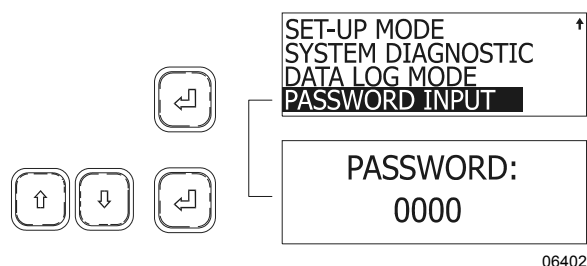 SET-UP MODE
SYSTEM DIAGNOSTIC
DATA LOG MODE
PASSWORD INPUT
PASSWORD:
0000
06402